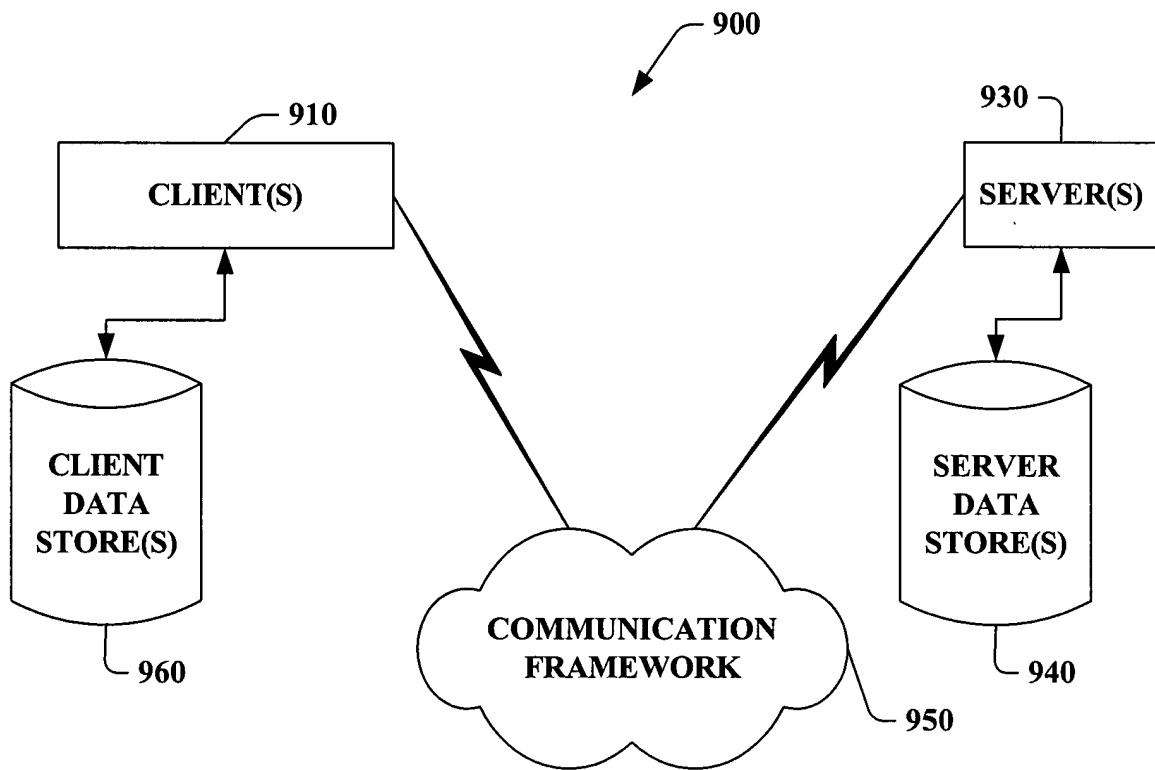 900
910
930
CLIENT(S)
SERVER(S)
CLIENT
DATA
STORE(S)
SERVER
DATA
STORE(S)
COMMUNICATION
FRAMEWORK
960
940
950